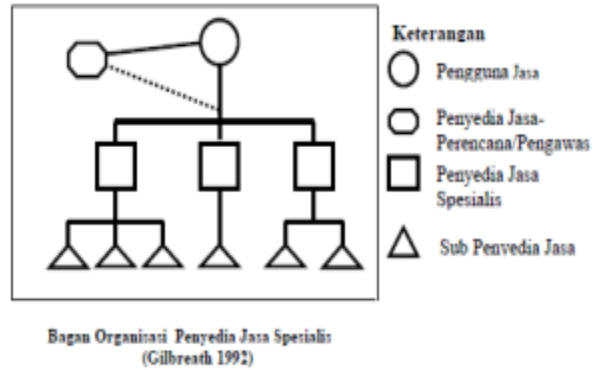 Keterangan
Pengguna Jasa
Penyedia Jasa-
Perencana/Pengawas
Penyedia Jasa
Spesialis
Sub Penyedia Jasa
Bagan Organisasi Penyedia Jasa Spesialis
(Gilbreath 1992)